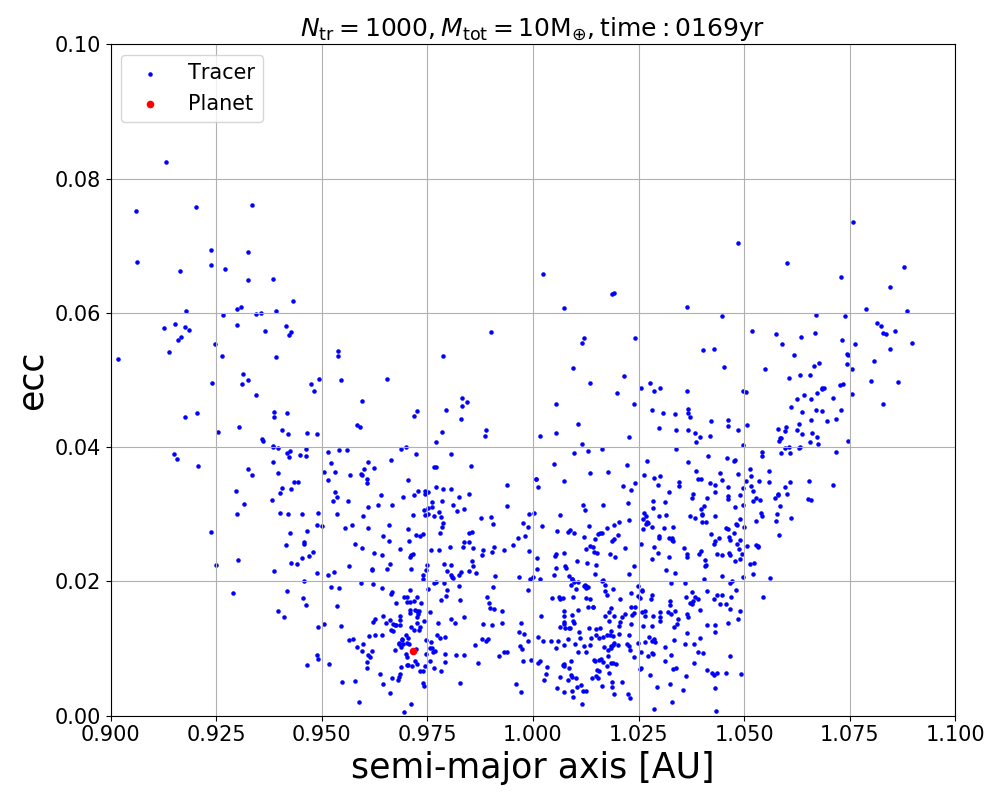 N_tr = 1000, M_tot = 10M_⊕, time : 0169yr
0.10
Tracer
Planet
0.08
0.06
ecc
0.04
0.02
0.00
0.900 0.925 0.950 0.975 1.000 1.025 1.050 1.075 1.100
semi-major axis [AU]